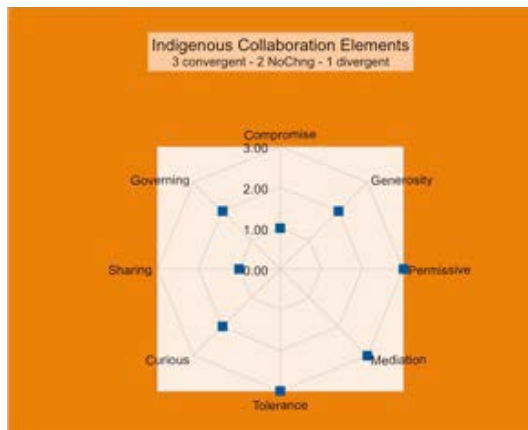 Indigenous Collaboration Elements
3 convergent - 2 NoChng - 1 divergent
Compromise
3.00
Governing
Generosity
2.00
1.00
Sharing
0.00
Permissive
Curious
Mediation
Tolerance